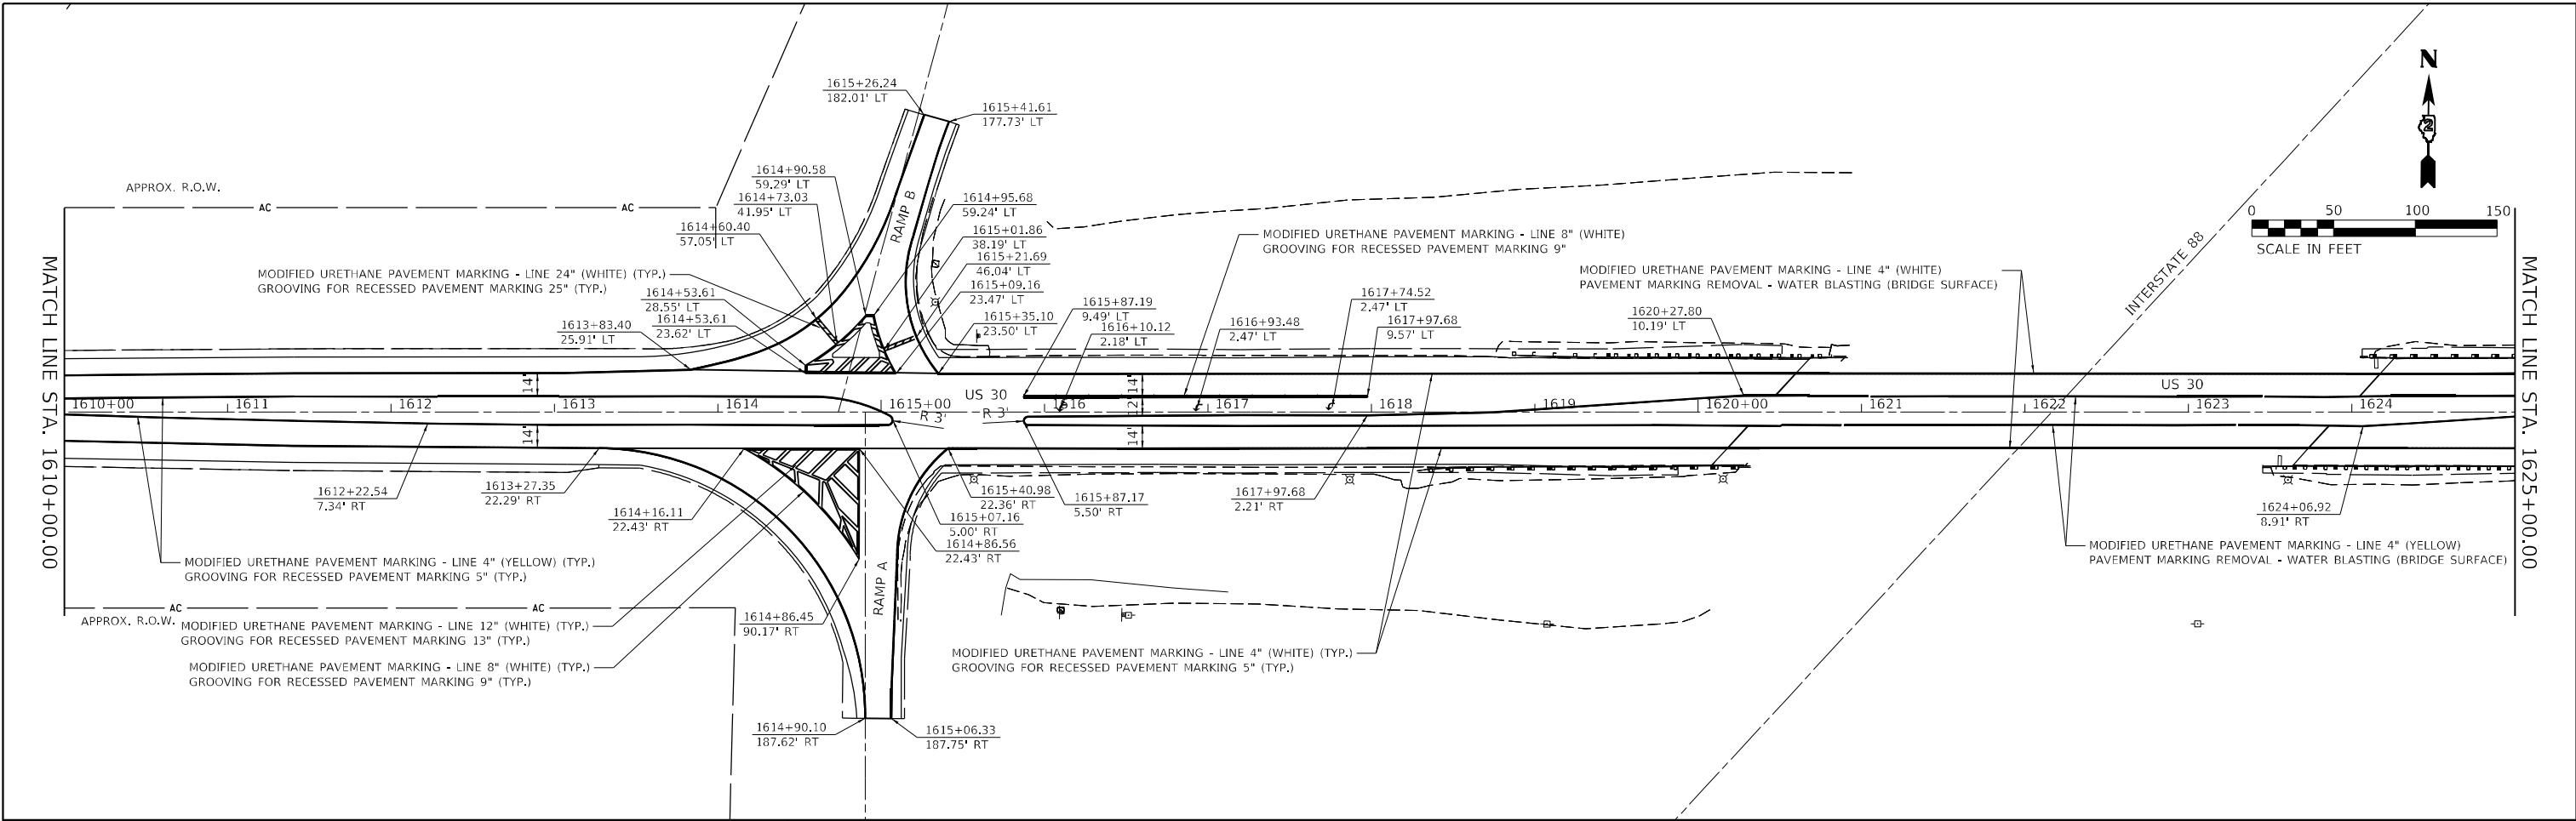 1615+26.24
182.01' LT
1615+41.61
177.73' LT
N
2
1614+90.58
59.29' LT
1614+73.03
41.95' LT
1614+60.40
57.05' LT
RAMP B
1614+95.68
59.24' LT
1615+01.86
38.19' LT
1615+21.69
46.04' LT
1615+09.16
23.47' LT
1615+35.10
23.50' LT
APPROX. R.O.W.
AC
AC
MODIFIED URETHANE PAVEMENT MARKING - LINE 24" (WHITE) (TYP.)
GROOVING FOR RECESSED PAVEMENT MARKING 25" (TYP.)
1614+53.61
28.55' LT
1614+53.61
23.62' LT
1613+83.40
25.91' LT
MODIFIED URETHANE PAVEMENT MARKING - LINE 8" (WHITE)
GROOVING FOR RECESSED PAVEMENT MARKING 9"
1615+87.19
9.49' LT
1616+10.12
2.18' LT
1616+93.48
2.47' LT
1617+74.52
2.47' LT
1617+97.68
9.57' LT
MODIFIED URETHANE PAVEMENT MARKING - LINE 4" (WHITE)
PAVEMENT MARKING REMOVAL - WATER BLASTING (BRIDGE SURFACE)
1620+27.80
10.19' LT
INTERSTATE 88
0 50 100 150
SCALE IN FEET
MATCH LINE STA. 1610+00.00
MATCH LINE STA. 1625+00.00
14'
US 30
14'
US 30
1610+00 1611 1612 1613 1614 1615+00 1616 1617 1618 1619 1620+00 1621 1622 1623 1624
12'
R 3' R 3'
14'
14'
1612+22.54
7.34' RT
1613+27.35
22.29' RT
1614+16.11
22.43' RT
1615+40.98
22.36' RT
1615+07.16
5.00' RT
1614+86.56
22.43' RT
1615+87.17
5.50' RT
1617+97.68
2.21' RT
1624+06.92
8.91' RT
MODIFIED URETHANE PAVEMENT MARKING - LINE 4" (YELLOW) (TYP.)
GROOVING FOR RECESSED PAVEMENT MARKING 5" (TYP.)
MODIFIED URETHANE PAVEMENT MARKING - LINE 4" (YELLOW)
PAVEMENT MARKING REMOVAL - WATER BLASTING (BRIDGE SURFACE)
AC
AC
APPROX. R.O.W.
MODIFIED URETHANE PAVEMENT MARKING - LINE 12" (WHITE) (TYP.)
GROOVING FOR RECESSED PAVEMENT MARKING 13" (TYP.)
MODIFIED URETHANE PAVEMENT MARKING - LINE 8" (WHITE) (TYP.)
GROOVING FOR RECESSED PAVEMENT MARKING 9" (TYP.)
1614+86.45
90.17' RT
RAMP A
MODIFIED URETHANE PAVEMENT MARKING - LINE 4" (WHITE) (TYP.)
GROOVING FOR RECESSED PAVEMENT MARKING 5" (TYP.)
1614+90.10
187.62' RT
1615+06.33
187.75' RT